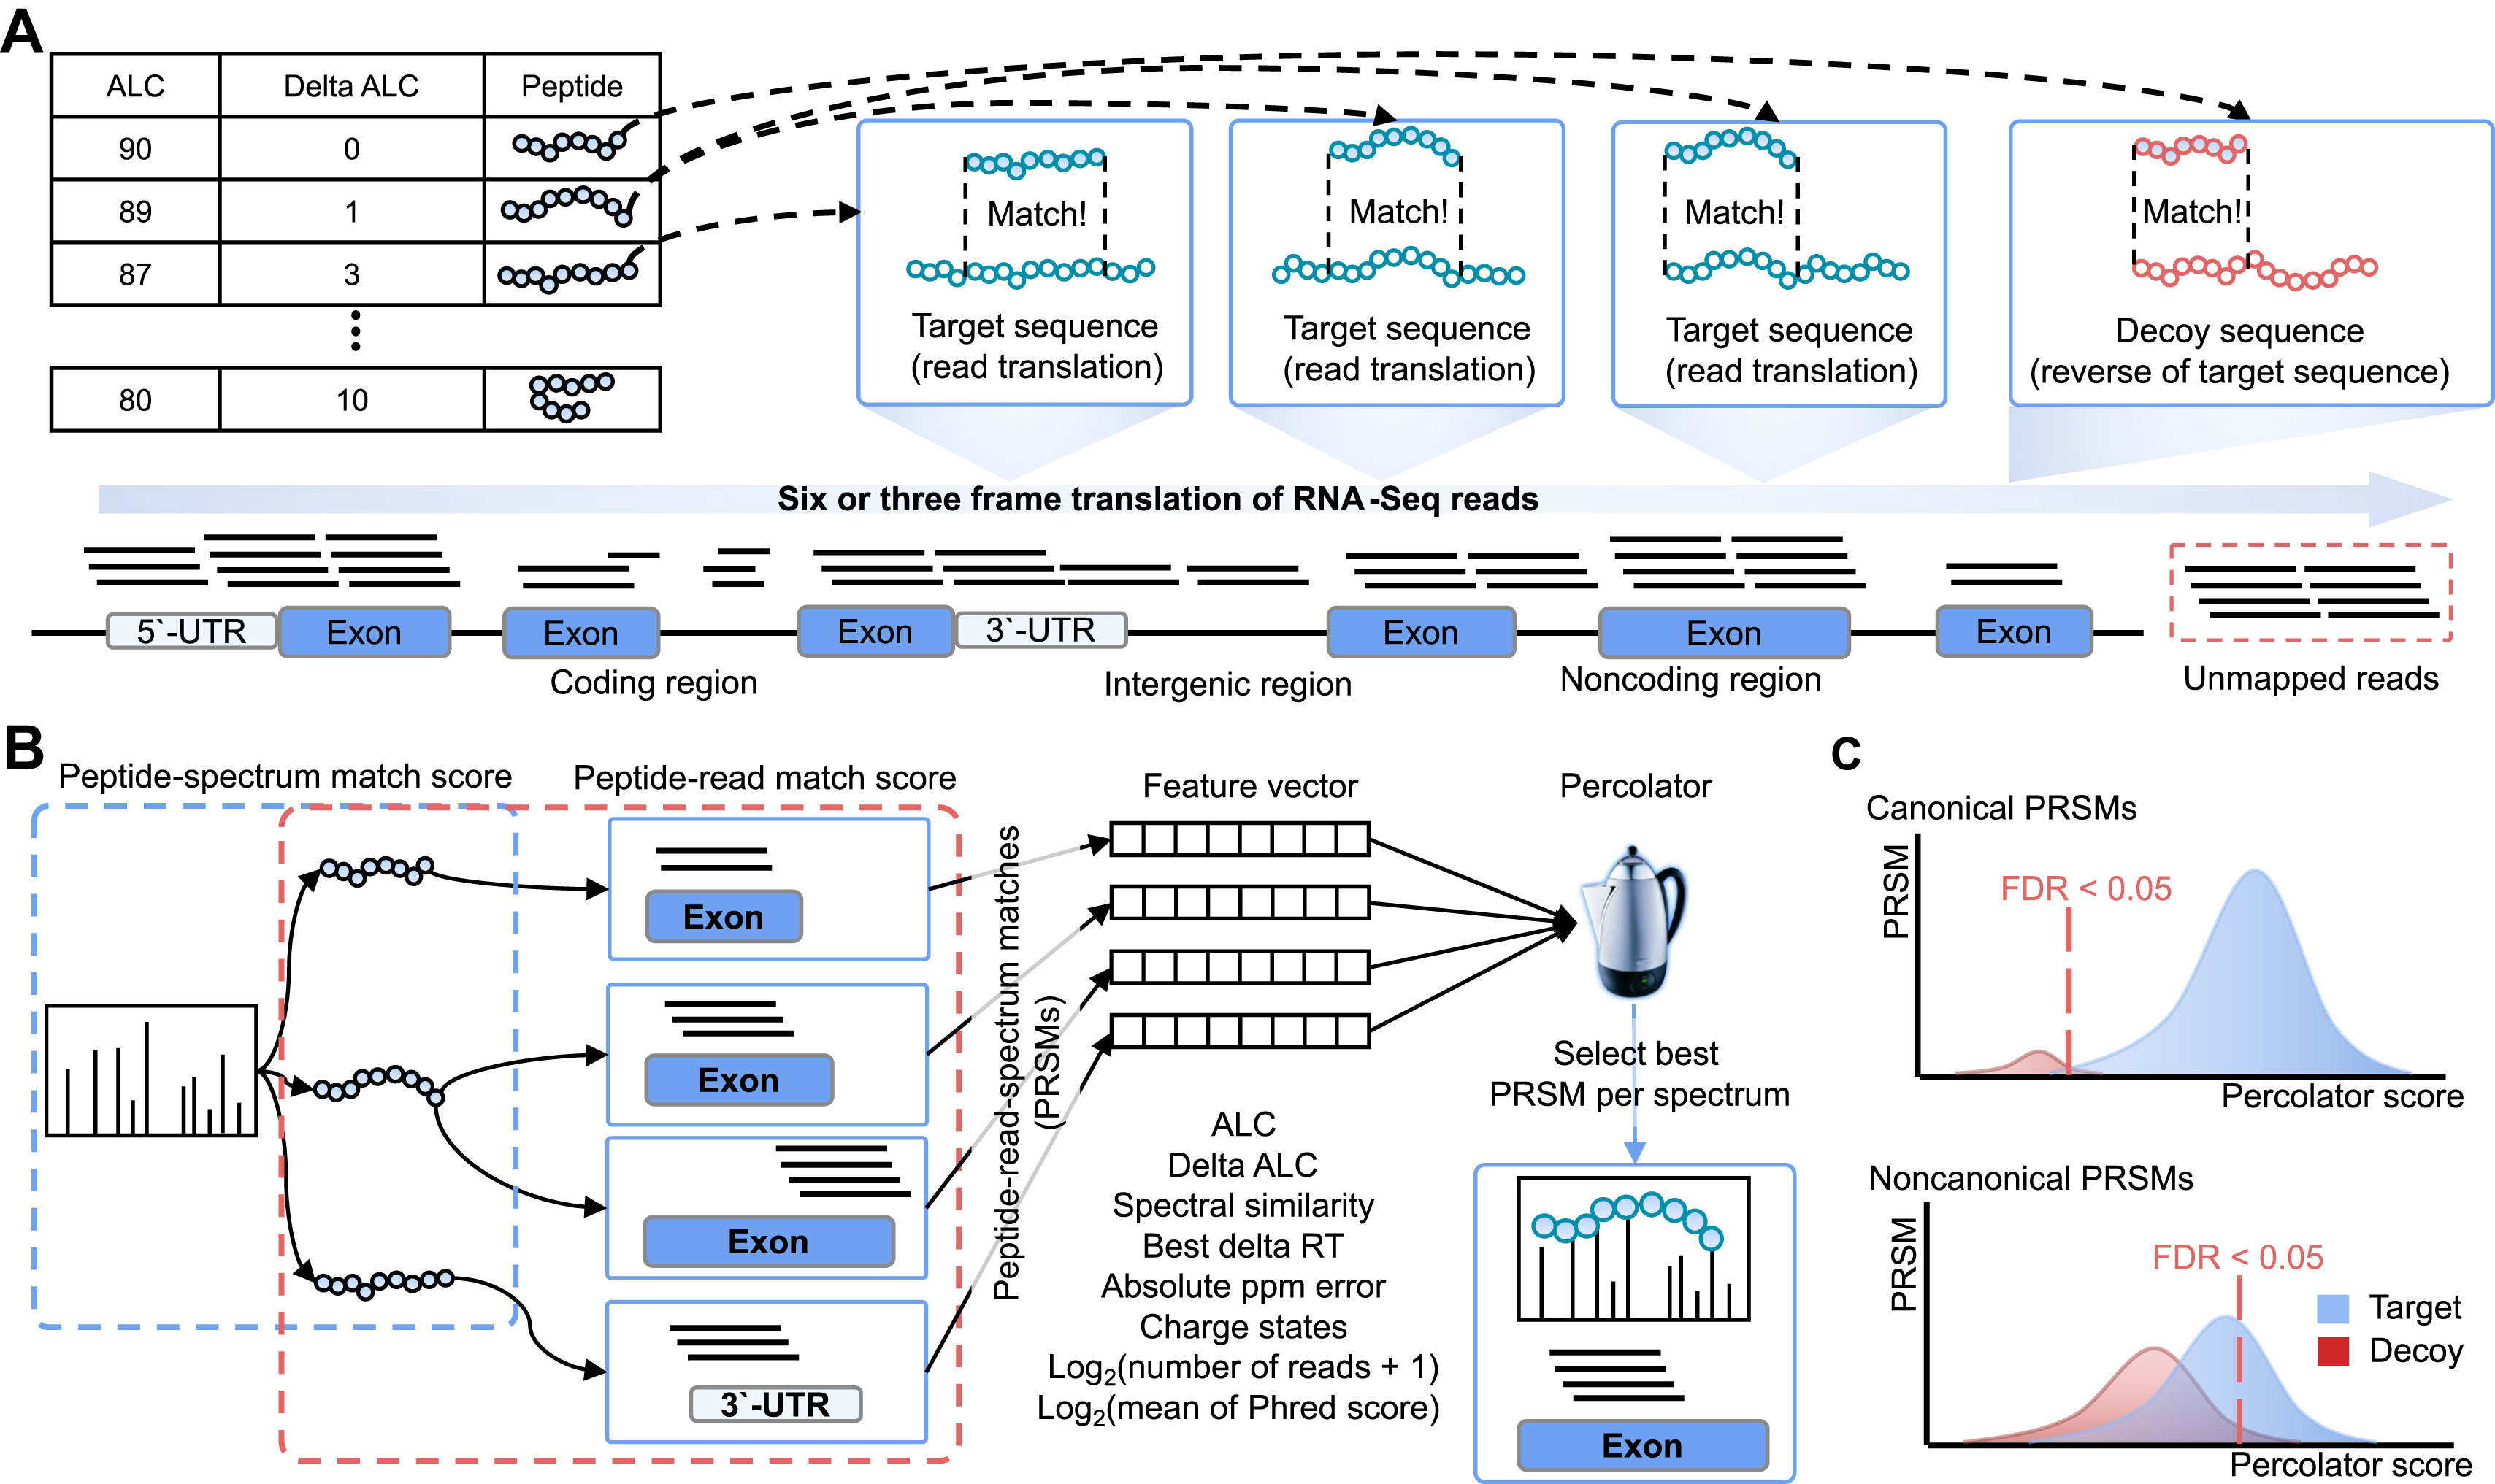 A
ALC Delta ALC Peptide
90 0
89 1
87 3
80 10
Match!
Target sequence
(read translation)
Match!
Target sequence
(read translation)
Match!
Target sequence
(read translation)
Match!
Decoy sequence
(reverse of target sequence)
Six or three frame translation of RNA-Seq reads
5`-UTR Exon Exon Exon 3`-UTR Exon Exon Exon
Coding region Intergenic region Noncoding region Unmapped reads
B
Peptide-spectrum match score
Peptide-read match score
Exon
Exon
Exon
3`-UTR
Peptide-read-spectrum matches
(PRSMs)
Feature vector
ALC
Delta ALC
Spectral similarity
Best delta RT
Absolute ppm error
Charge states
Log2(number of reads + 1)
Log2(mean of Phred score)
Percolator
Select best
PRSM per spectrum
Exon
C
Canonical PRSMs
PRSM
FDR < 0.05
Percolator score
Noncanonical PRSMs
PRSM
FDR < 0.05
Target
Decoy
Percolator score